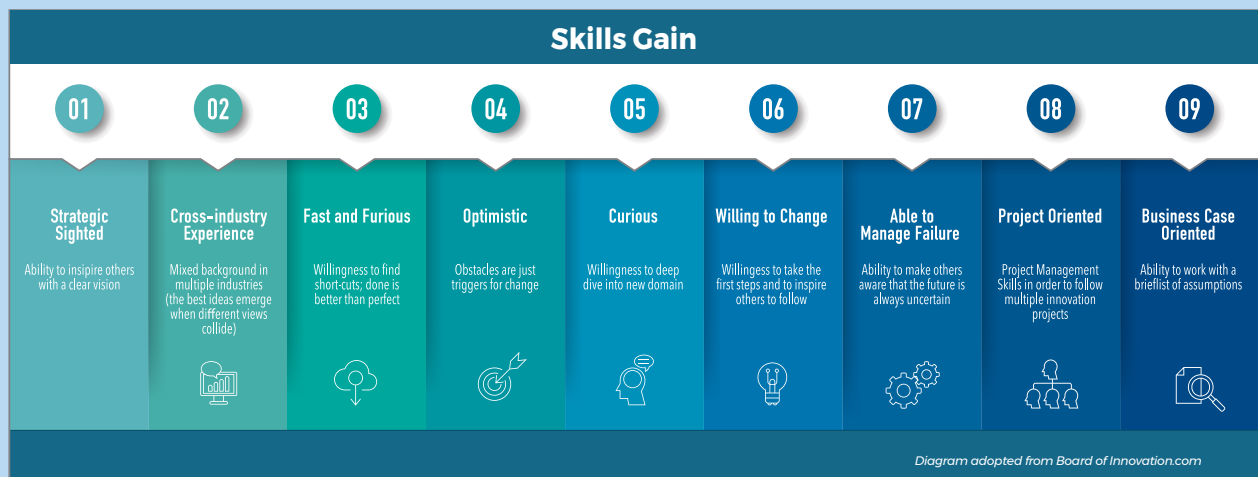 Skills Gain
01
02
03
04
05
06
07
08
09
Strategic
Sighted
Ability to insipire others
with a clear vision
Cross-industry
Experience
Mixed background in
multiple industries
(the best ideas emerge
when different views
collide)
Fast and Furious
Willingness to find
short-cuts; done is
better than perfect
Optimistic
Obstacles are just
triggers for change
Curious
Willingness to deep
dive into new domain
Willing to Change
Willingess to take the
first steps and to inspire
others to follow
Able to
Manage Failure
Ability to make others
aware that the future is
always uncertain
Project Oriented
Project Management
Skills in order to follow
multiple innovation
projects
Business Case
Oriented
Ability to work with a
brieflist of assumptions
Diagram adopted from Board of Innovation.com